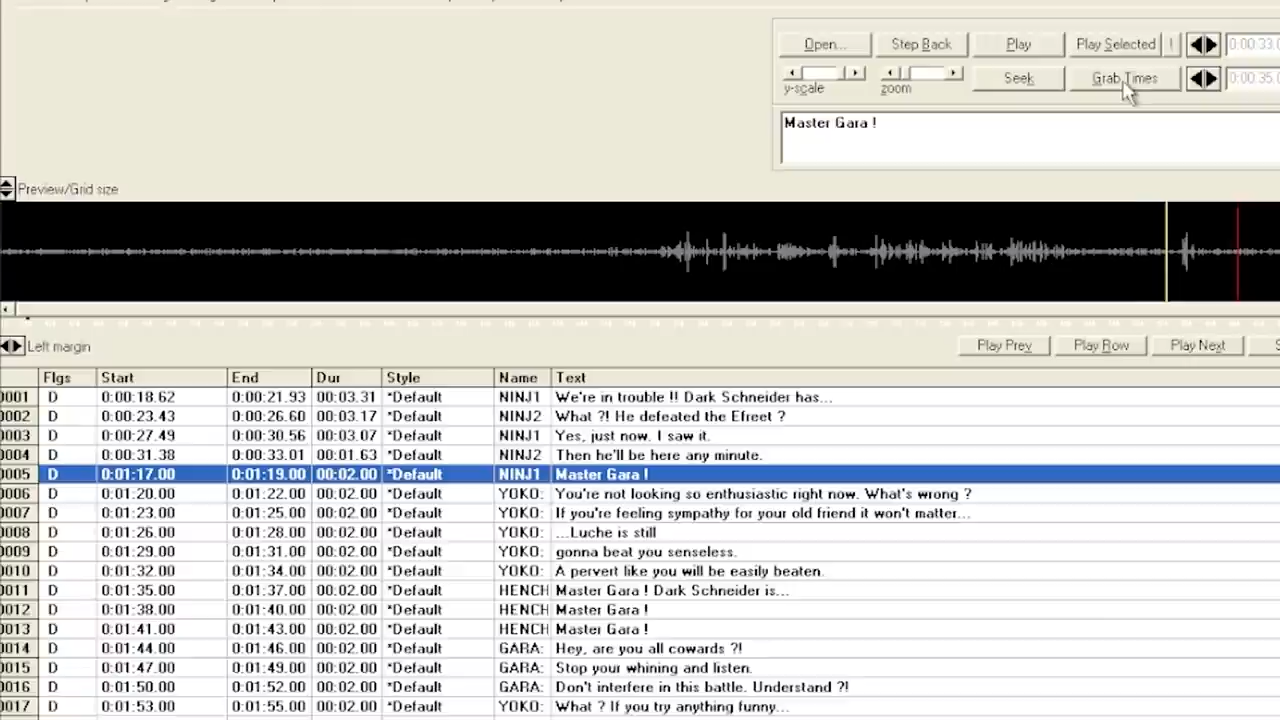 Open... Step Back Play Play Selected ! 0:00:33.0
y-scale zoom Seek Grab Times 0:00:35.0
Master Gara !
Preview/Grid size
Left margin Play Prev Play Row Play Next
Flgs Start End Dur Style Name Text
0001 D 0:00:18.62 0:00:21.93 00:03.31 *Default NINJ1 We're in trouble !! Dark Schneider has...
0002 D 0:00:23.43 0:00:26.60 00:03.17 *Default NINJ2 What ?! He defeated the Efreet ?
0003 D 0:00:27.49 0:00:30.56 00:03.07 *Default NINJ1 Yes, just now. I saw it.
0004 D 0:00:31.38 0:00:33.01 00:01.63 *Default NINJ2 Then he'll be here any minute.
0005 D 0:01:17.00 0:01:19.00 00:02.00 *Default NINJ1 Master Gara !
0006 D 0:01:20.00 0:01:22.00 00:02.00 *Default YOKO: You're not looking so enthusiastic right now. What's wrong ?
0007 D 0:01:23.00 0:01:25.00 00:02.00 *Default YOKO: If you're feeling sympathy for your old friend it won't matter...
0008 D 0:01:26.00 0:01:28.00 00:02.00 *Default YOKO: ...Luche is still
0009 D 0:01:29.00 0:01:31.00 00:02.00 *Default YOKO: gonna beat you senseless.
0010 D 0:01:32.00 0:01:34.00 00:02.00 *Default YOKO: A pervert like you will be easily beaten.
0011 D 0:01:35.00 0:01:37.00 00:02.00 *Default HENCH Master Gara ! Dark Schneider is...
0012 D 0:01:38.00 0:01:40.00 00:02.00 *Default HENCH Master Gara !
0013 D 0:01:41.00 0:01:43.00 00:02.00 *Default HENCH Master Gara !
0014 D 0:01:44.00 0:01:46.00 00:02.00 *Default GARA: Hey, are you all cowards ?!
0015 D 0:01:47.00 0:01:49.00 00:02.00 *Default GARA: Stop your whining and listen.
0016 D 0:01:50.00 0:01:52.00 00:02.00 *Default GARA: Don't interfere in this battle. Understand ?!
0017 D 0:01:53.00 0:01:55.00 00:02.00 *Default YOKO: What ? If you try anything funny...